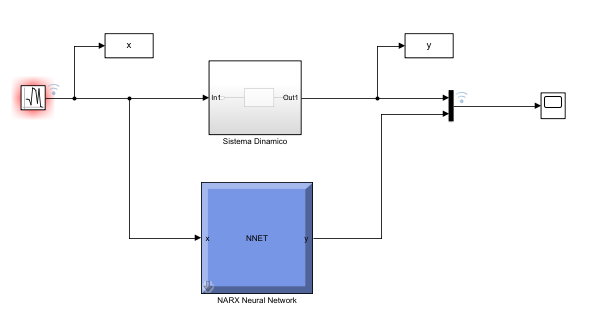 x
y
In1
Out1
Sistema Dinamico
x
NNET
y
NARX Neural Network